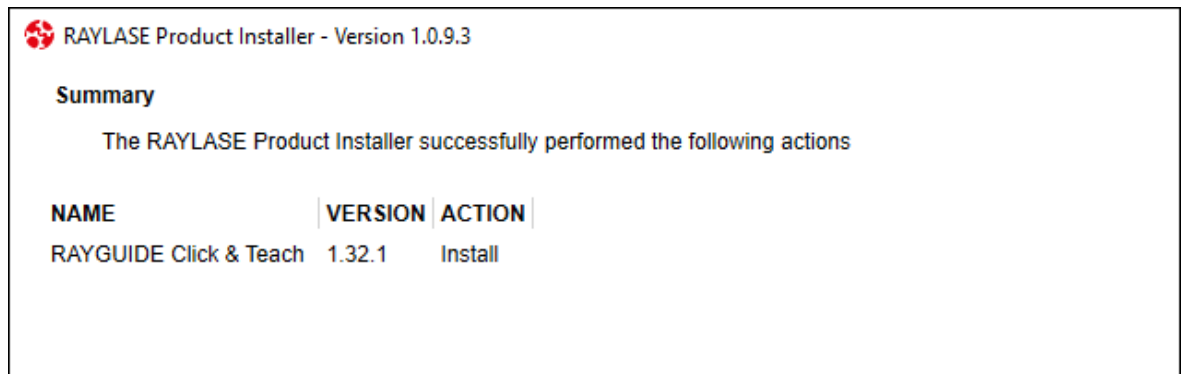 RAYLASE Product Installer - Version 1.0.9.3
Summary
The RAYLASE Product Installer successfully performed the following actions
NAME VERSION ACTION
RAYGUIDE Click & Teach 1.32.1 Install